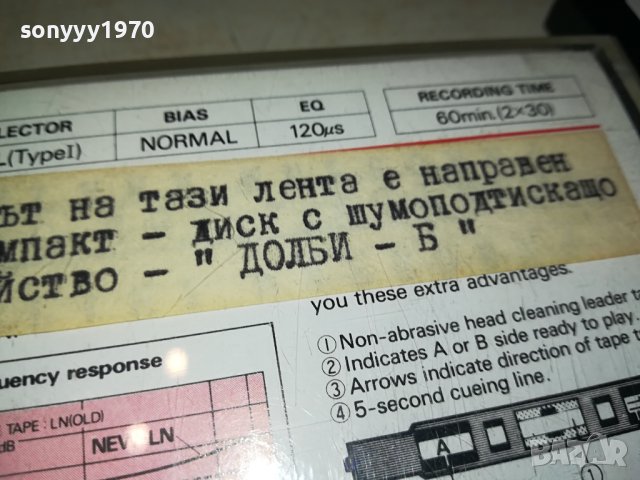 sonyyy1970
LECTOR BIAS EQ RECORDING TIME
(TypeI) NORMAL 120µs 60min.(2×30)
ЪТ на тази лента е направен
мпакт - диск с шумоподтискащо
йство - " ДОЛБИ - Б "
you these extra advantages.
① Non-abrasive head cleaning leader ta
② Indicates A or B side ready to play.
③ Arrows indicate direction of tape t
④ 5-second cueing line.
uency response
TAPE : LN(OLD)
dB
NEW LN
A
①
BAZAR